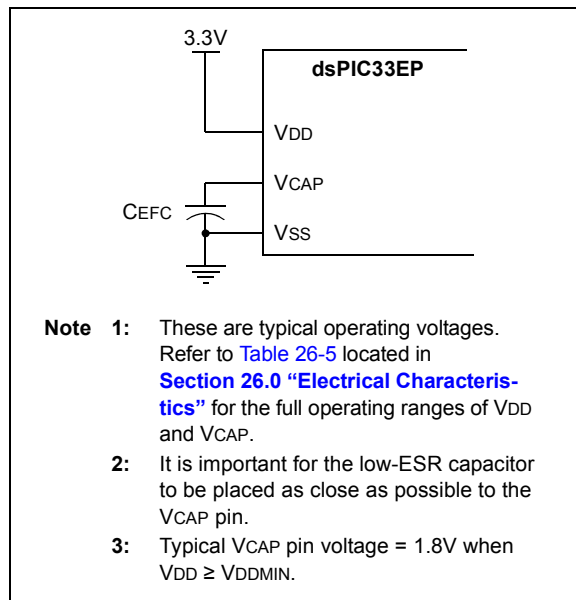 3.3V
dsPIC33EP
VDD
VCAP
CEFC
VSS
Note 1: These are typical operating voltages.
Refer to Table 26-5 located in
Section 26.0 “Electrical Characteris-
tics” for the full operating ranges of VDD
and VCAP.
2: It is important for the low-ESR capacitor
to be placed as close as possible to the
VCAP pin.
3: Typical VCAP pin voltage = 1.8V when
VDD ≥ VDDMIN.